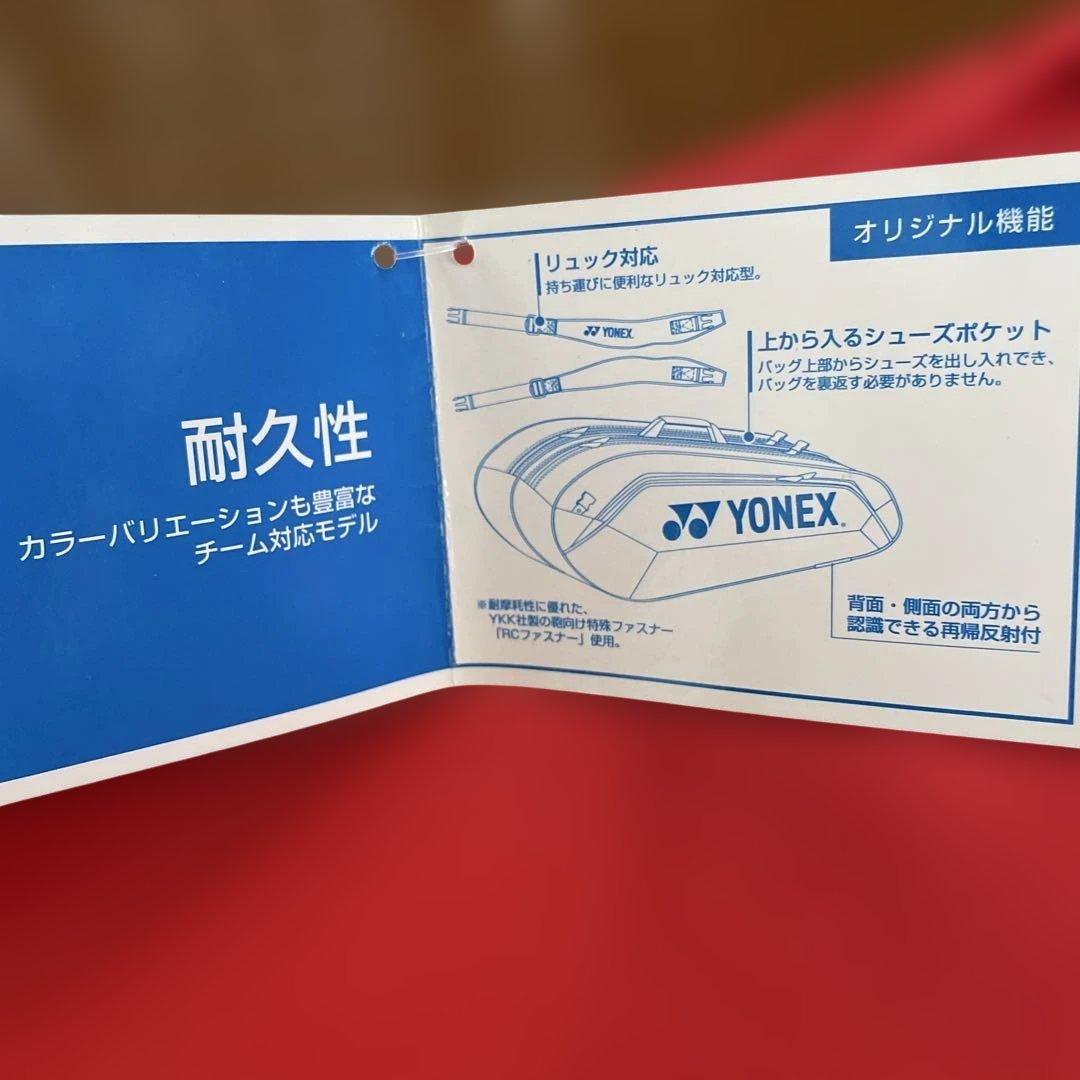 耐久性
カラーバリエーションも豊富な
チーム対応モデル
オリジナル機能
リュック対応
持ち運びに便利なリュック対応型。
YONEX
上から入るシューズポケット
バッグ上部からシューズを出し入れでき、
バッグを裏返す必要がありません。
YONEX®
背面・側面の両方から
認識できる再帰反射付
※耐摩耗性に優れた、
YKK社製の鞄向け特殊ファスナー
「RCファスナー」使用。